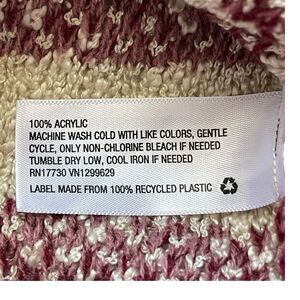 100% ACRYLIC
MACHINE WASH COLD WITH LIKE COLORS, GENTLE
CYCLE, ONLY NON-CHLORINE BLEACH IF NEEDED
TUMBLE DRY LOW, COOL IRON IF NEEDED
RN17730 VN1299629
LABEL MADE FROM 100% RECYCLED PLASTIC